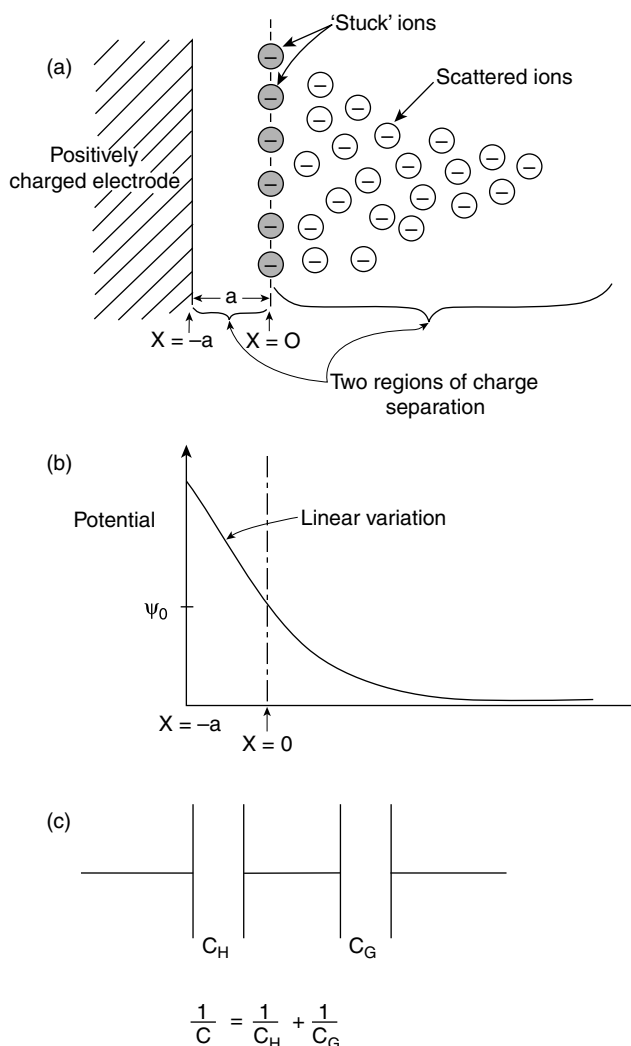 (a)
'Stuck' ions
Scattered ions
Positively
charged electrode
a
X = –a
X = O
Two regions of charge
separation
(b)
Potential
Linear variation
ψ0
X = –a
X = 0
(c)
CH
CG
1/C = 1/CH + 1/CG